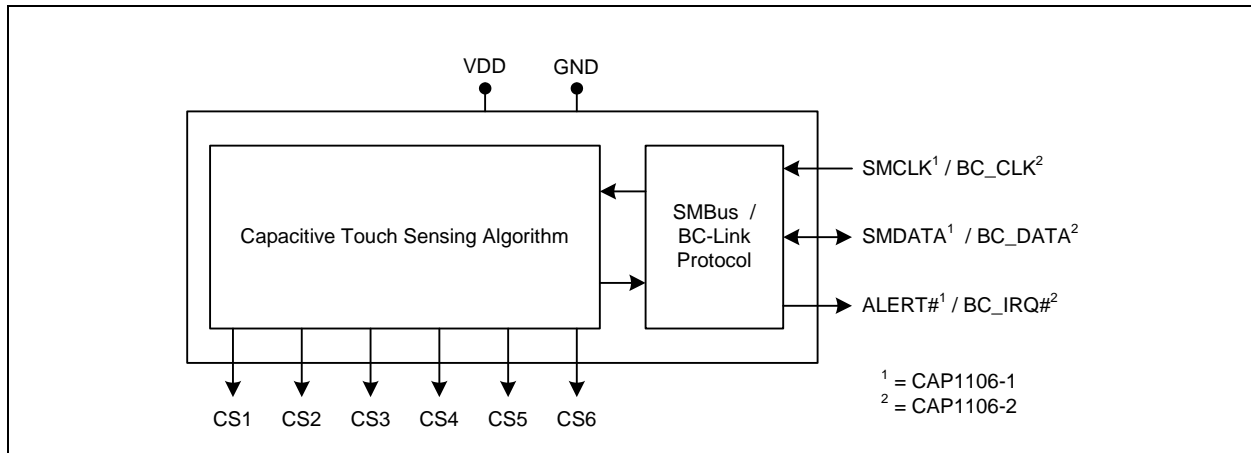 VDD GND
Capacitive Touch Sensing Algorithm
SMBus /
BC-Link
Protocol
SMCLK¹ / BC_CLK²
SMDATA¹ / BC_DATA²
ALERT#¹ / BC_IRQ#²
CS1 CS2 CS3 CS4 CS5 CS6
¹ = CAP1106-1
² = CAP1106-2